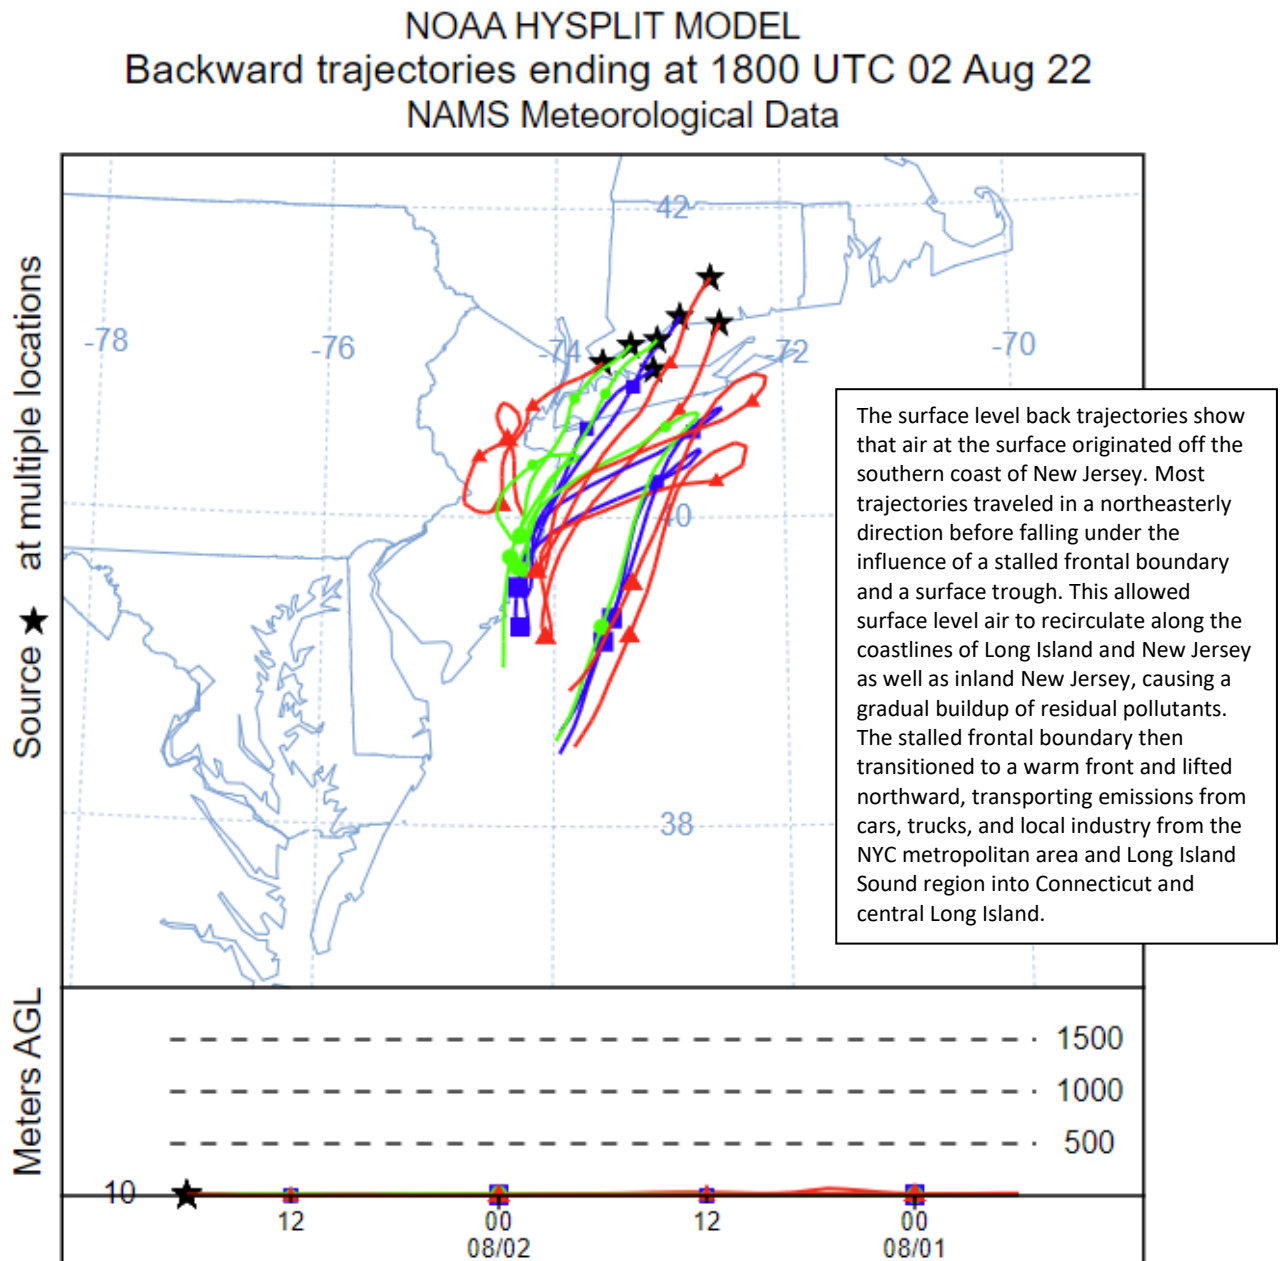 NOAA HYSPLIT MODEL
Backward trajectories ending at 1800 UTC 02 Aug 22
NAMS Meteorological Data
Source ★ at multiple locations
42
-78
-76
-74
-72
-70
40
38
The surface level back trajectories show
that air at the surface originated off the
southern coast of New Jersey. Most
trajectories traveled in a northeasterly
direction before falling under the
influence of a stalled frontal boundary
and a surface trough. This allowed
surface level air to recirculate along the
coastlines of Long Island and New Jersey
as well as inland New Jersey, causing a
gradual buildup of residual pollutants.
The stalled frontal boundary then
transitioned to a warm front and lifted
northward, transporting emissions from
cars, trucks, and local industry from the
NYC metropolitan area and Long Island
Sound region into Connecticut and
central Long Island.
Meters AGL
1500
1000
500
10
12 00 12 00
08/02 08/01